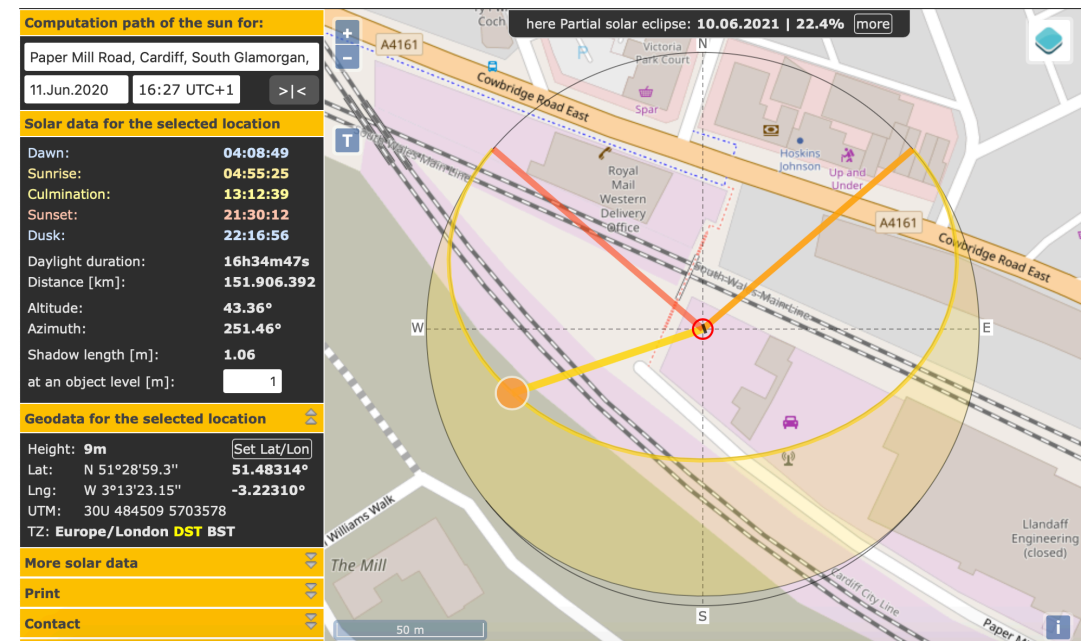 Computation path of the sun for:
Paper Mill Road, Cardiff, South Glamorgan,
11.Jun.2020 16:27 UTC+1 >|<
Solar data for the selected location
Dawn: 04:08:49
Sunrise: 04:55:25
Culmination: 13:12:39
Sunset: 21:30:12
Dusk: 22:16:56
Daylight duration: 16h34m47s
Distance [km]: 151.906.392
Altitude: 43.36°
Azimuth: 251.46°
Shadow length [m]: 1.06
at an object level [m]: 1
Geodata for the selected location
Height: 9m Set Lat/Lon
Lat: N 51°28'59.3'' 51.48314°
Lng: W 3°13'23.15'' -3.22310°
UTM: 30U 484509 5703578
TZ: Europe/London DST BST
More solar data
Print
Contact
+
-
T
here Partial solar eclipse: 10.06.2021 | 22.4% more
Coch
A4161
Victoria
Park Court
P
N
Cowbridge Road East
Spar
South Wales Main Line
Hoskins
Johnson
Up and
Under
Royal
Mail
Western
Delivery
Office
A4161
Cowbridge Road East
South Wales Main Line
W
E
Williams Walk
The Mill
Llandaff
Engineering
(closed)
Cardiff City Line
S
Paper
50 m
i